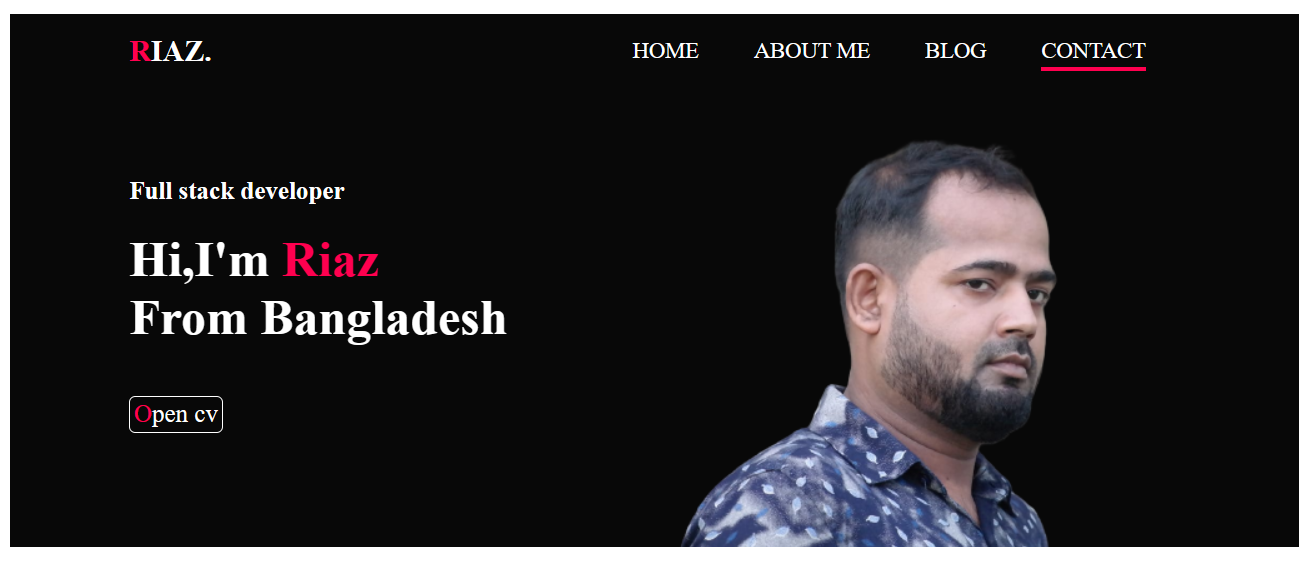 RIAZ.
HOME ABOUT ME BLOG CONTACT
Full stack developer
Hi,I'm Riaz
From Bangladesh
Open cv